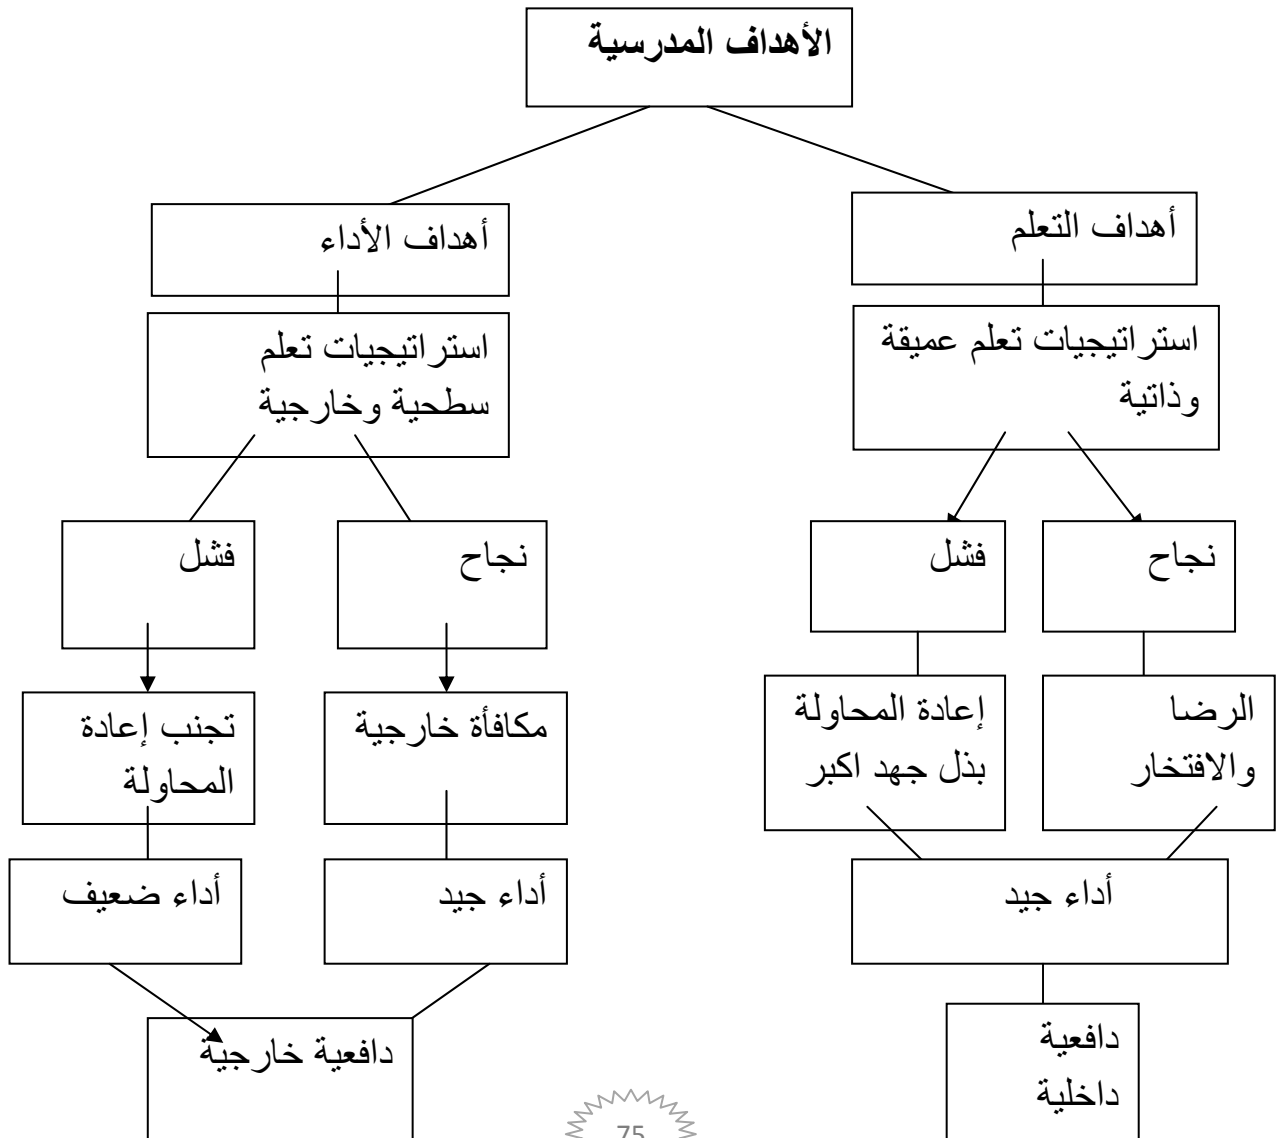 الأهداف المدرسية
أهداف التعلم
أهداف الأداء
استراتيجيات تعلم عميقة
وذاتية
استراتيجيات تعلم
سطحية وخارجية
نجاح
فشل
نجاح
فشل
الرضا
والافتخار
إعادة المحاولة
بذل جهد اكبر
مكافأة خارجية
تجنب إعادة
المحاولة
أداء جيد
أداء جيد
أداء ضعيف
دافعية
داخلية
دافعية خارجية
75